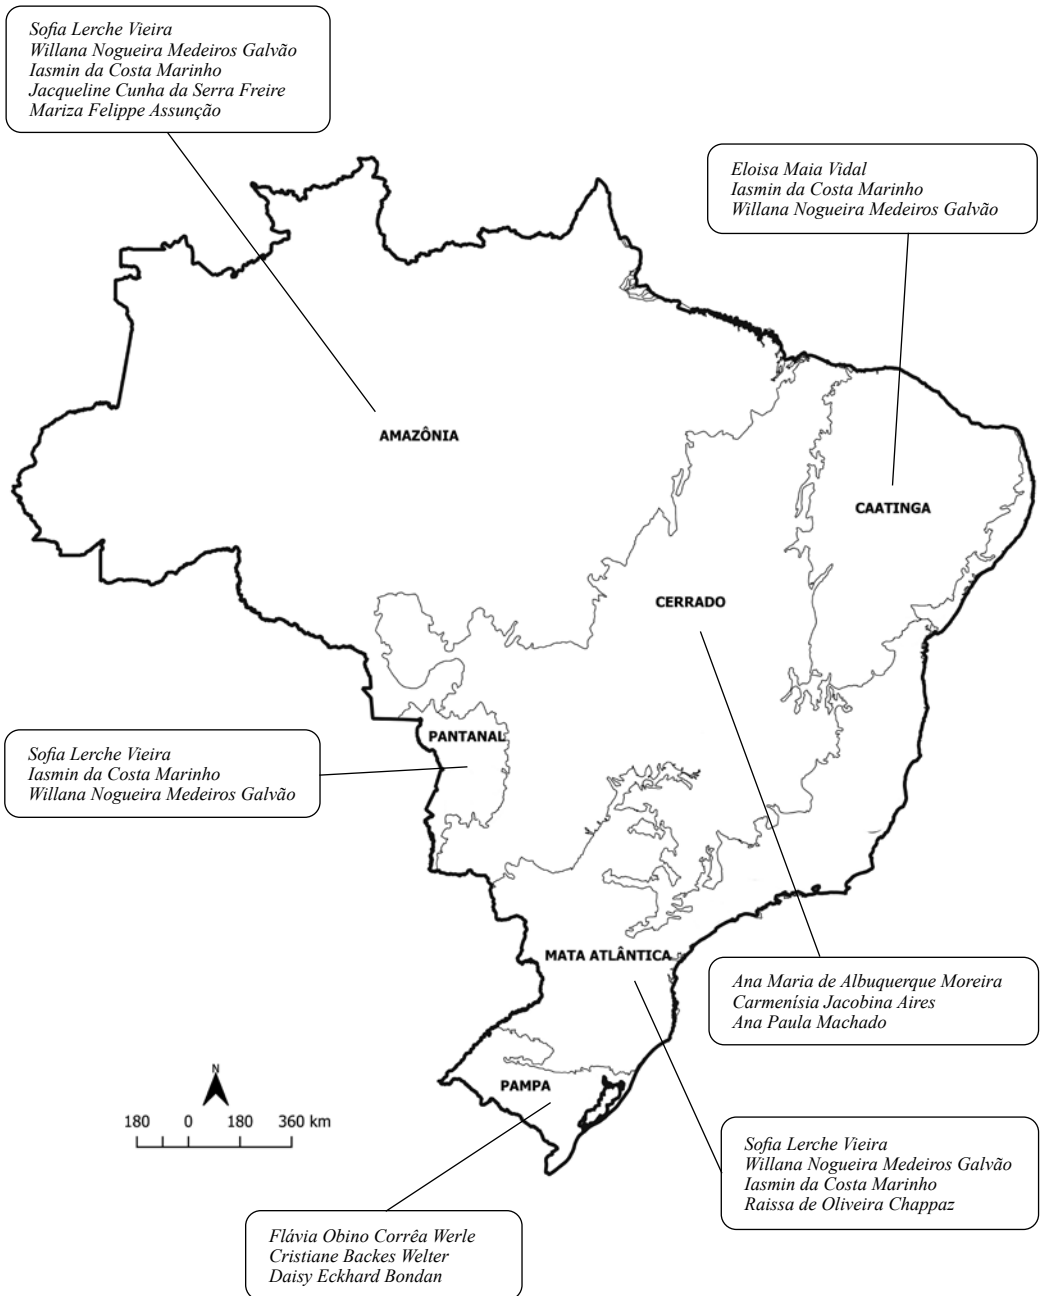 Sofia Lerche Vieira
Willana Nogueira Medeiros Galvão
Iasmin da Costa Marinho
Jacqueline Cunha da Serra Freire
Mariza Felippe Assunção
Eloisa Maia Vidal
Iasmin da Costa Marinho
Willana Nogueira Medeiros Galvão
AMAZÔNIA
CAATINGA
CERRADO
PANTANAL
Sofia Lerche Vieira
Iasmin da Costa Marinho
Willana Nogueira Medeiros Galvão
MATA ATLÂNTICA
Ana Maria de Albuquerque Moreira
Carmenísia Jacobina Aires
Ana Paula Machado
PAMPA
N
180 0 180 360 km
Sofia Lerche Vieira
Willana Nogueira Medeiros Galvão
Iasmin da Costa Marinho
Raissa de Oliveira Chappaz
Flávia Obino Corrêa Werle
Cristiane Backes Welter
Daisy Eckhard Bondan